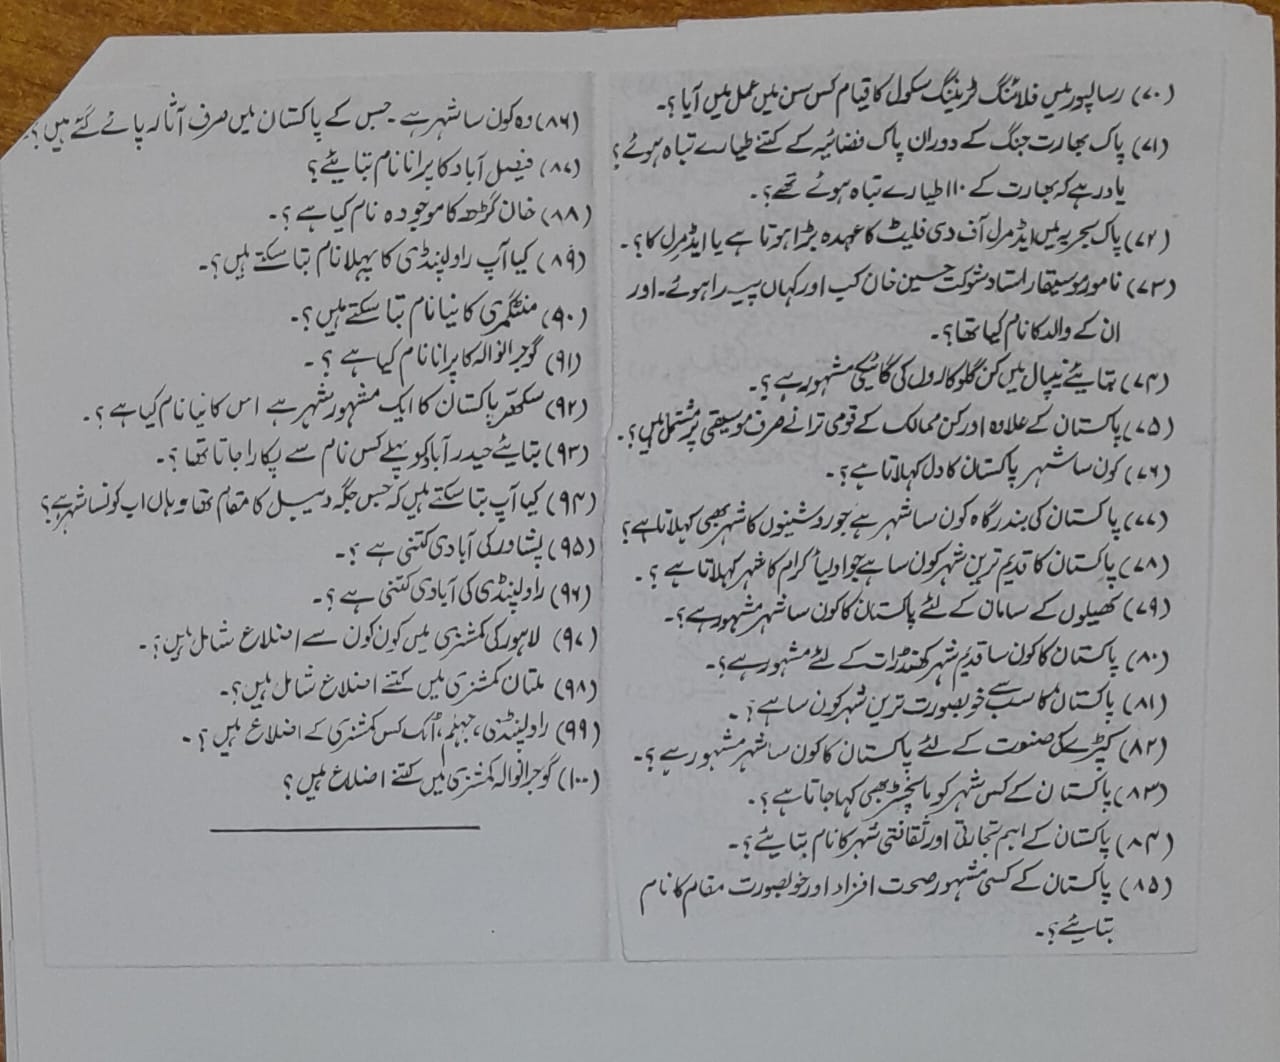 (۷۰) رسالپور میں فلائنگ ٹریننگ سکول کا قیام کس سن میں عمل میں آیا؟۔
(۷۱) پاک بھارت جنگ کے دوران پاک فضائیہ کے کتنے طیارے تباہ ہوئے؟
یاد رہے کہ بھارت کے ۱۱۰ طیارے تباہ ہوئے تھے؟۔
(۷۲) پاک بحریہ میں ایڈمرل آف دی فلیٹ کا عہدہ بڑا ہوتا ہے یا ایڈمرل کا؟۔
(۷۳) نامور موسیقار استاد شوکت حسین خان کب اور کہاں پیدا ہوئے۔ اور
ان کے والد کا نام کیا تھا؟۔
(۷۴) بتایئے نیپال میں کن گلوکاروں کی گائیکی مشہور ہے؟۔
(۷۵) پاکستان کے علاوہ اور کن ممالک کے قومی ترانے صرف موسیقی پر مشتمل ہیں؟۔
(۷۶) کون سا شہر پاکستان کا دل کہلاتا ہے؟۔
(۷۷) پاکستان کی بندرگاہ کون سا شہر ہے جو روشنیوں کا شہر بھی کہلاتا ہے؟
(۷۸) پاکستان کا قدیم ترین شہر کون سا ہے جو اولیأ کرام کا شہر کہلاتا ہے؟۔
(۷۹) کھیلوں کے سامان کے لئے پاکستان کا کون سا شہر مشہور ہے؟۔
(۸۰) پاکستان کا کون سا قدیم شہر کھنڈرات کے لئے مشہور ہے؟۔
(۸۱) پاکستان کا سب سے خوبصورت ترین شہر کون سا ہے؟۔
(۸۲) کپڑے کی صنعت کے لئے پاکستان کا کون سا شہر مشہور ہے؟۔
(۸۳) پاکستان کے کس شہر کو مانچسٹر بھی کہا جاتا ہے؟۔
(۸۴) پاکستان کے اہم تجارتی اور ثقافتی شہر کا نام بتایئے؟۔
(۸۵) پاکستان کے کسی مشہور صحت افزاد اور خوبصورت مقام کا نام
بتایئے؟۔
(۸۶) وہ کون سا شہر ہے۔ جس کے پاکستان میں صرف آثار پائے گئے ہیں؟۔
(۸۷) فیصل آباد کا پرانا نام بتایئے؟
(۸۸) خان گڑھ کا موجودہ نام کیا ہے؟۔
(۸۹) کیا آپ راولپنڈی کا پہلا نام بتا سکتے ہیں؟۔
(۹۰) منٹگمری کا نیا نام بتا سکتے ہیں؟۔
(۹۱) گوجرانوالہ کا پرانا نام کیا ہے؟۔
(۹۲) سکھر پاکستان کا ایک مشہور شہر ہے اس کا نیا نام کیا ہے؟۔
(۹۳) بتایئے حیدرآباد کو پہلے کس نام سے پکارا جاتا تھا؟۔
(۹۴) کیا آپ بتا سکتے ہیں کہ جس جگہ دیبل کا مقام تھا وہاں اب کونسا شہر ہے؟
(۹۵) پشاور کی آبادی کتنی ہے؟۔
(۹۶) راولپنڈی کی آبادی کتنی ہے؟۔
(۹۷) لاہور کی کمشنری میں کون کون سے اضلاع شامل ہیں؟۔
(۹۸) ملتان کمشنری میں کتنے اضلاع شامل ہیں؟۔
(۹۹) راولپنڈی، جہلم، اٹک کس کمشنری کے اضلاع ہیں؟۔
(۱۰۰) گوجرانوالہ کمشنری میں کتنے اضلاع ہیں؟